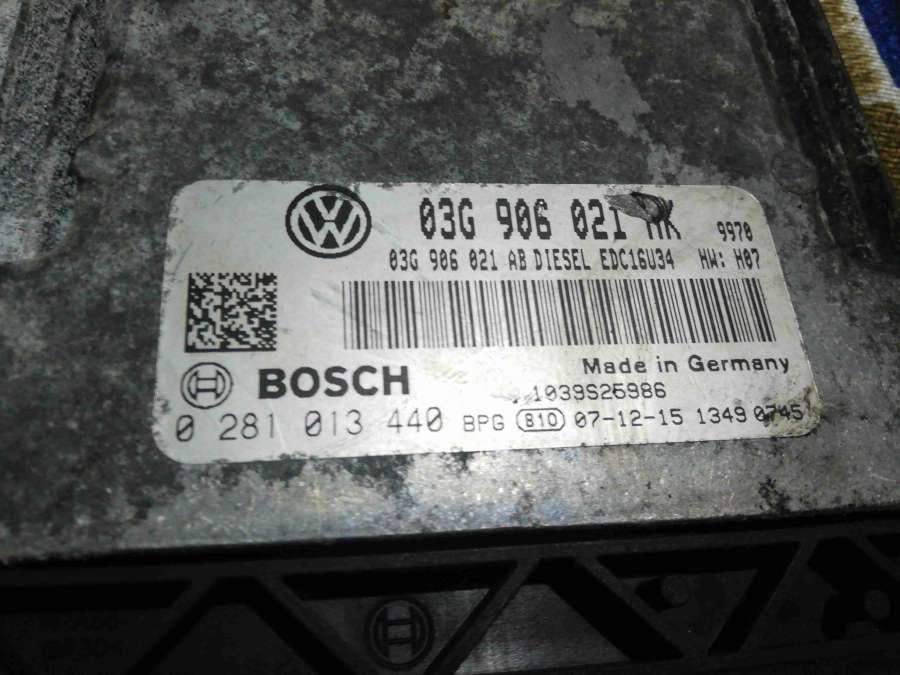 03G 906 021 9970
03G 906 021 AB DIESEL EDC16U34 HW: H07
Made in Germany
BOSCH
.1039S25986
0 281 013 440 BPG 810 07-12-15 1349 0745